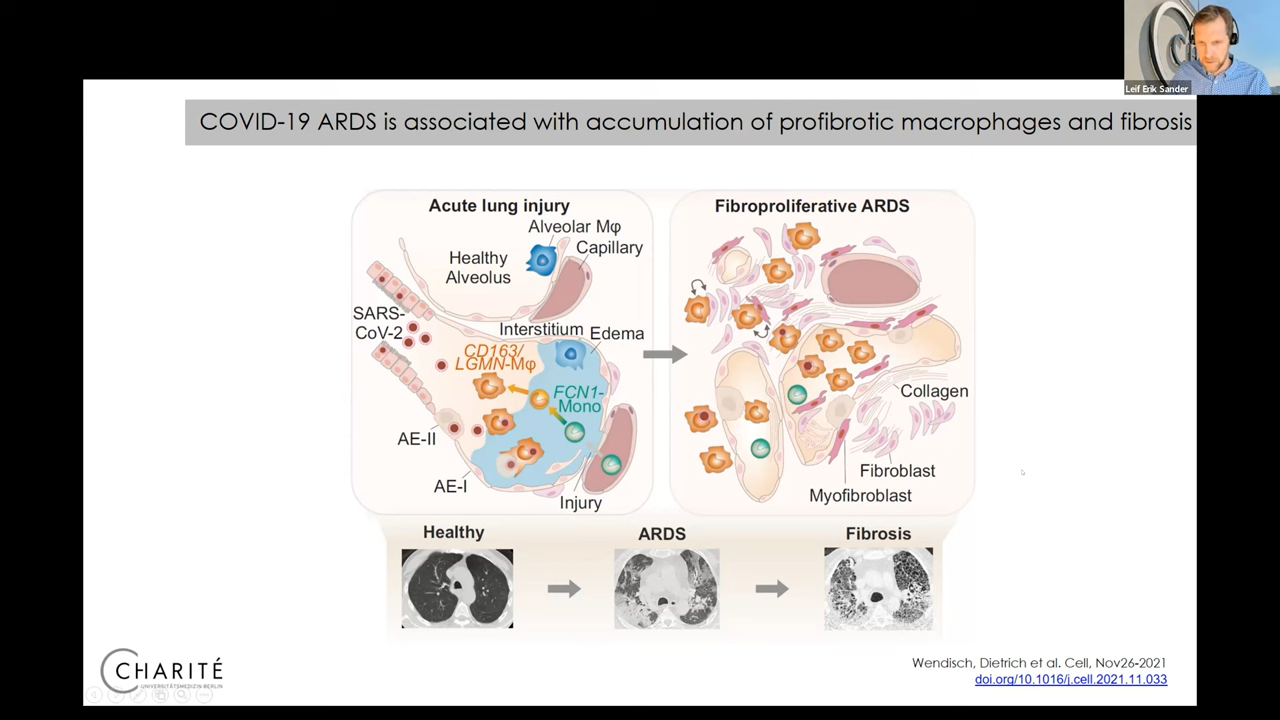 Leif Erik Sander
COVID-19 ARDS is associated with accumulation of profibrotic macrophages and fibrosis
Acute lung injury
Alveolar Mφ
Capillary
Healthy
Alveolus
SARS-
CoV-2
Interstitium
Edema
CD163/
LGMN-Mφ
FCN1-
Mono
AE-II
AE-I
Injury
Fibroproliferative ARDS
Collagen
Fibroblast
Myofibroblast
Healthy
ARDS
Fibrosis
CHARITÉ
UNIVERSITÄTSMEDIZIN BERLIN
Wendisch, Dietrich et al. Cell, Nov26-2021
doi.org/10.1016/j.cell.2021.11.033